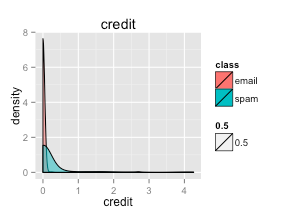 credit
8
6
4
2
0
density
0 1 2 3 4
credit
class
email
spam
0.5
0.5